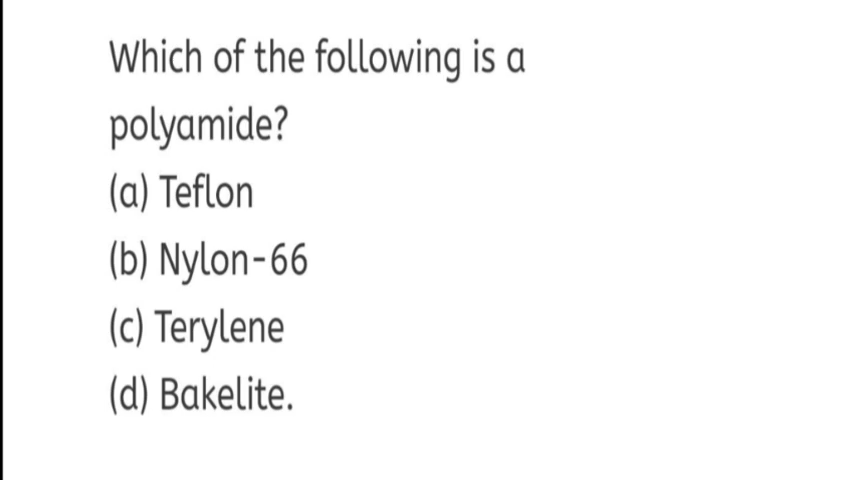 Which of the following is a
polyamide?
(a) Teflon
(b) Nylon-66
(c) Terylene
(d) Bakelite.